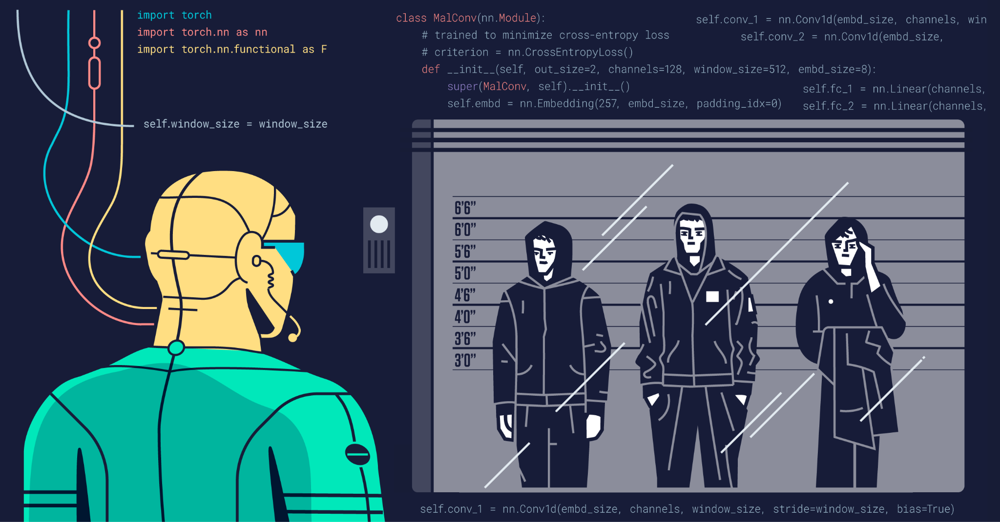 import torch
import torch.nn as nn
import torch.nn.functional as F
self.window_size = window_size
class MalConv(nn.Module):
# trained to minimize cross-entropy loss
# criterion = nn.CrossEntropyLoss()
def __init__(self, out_size=2, channels=128, window_size=512, embd_size=8):
super(MalConv, self).__init__()
self.embd = nn.Embedding(257, embd_size, padding_idx=0)
self.conv_1 = nn.Conv1d(embd_size, channels, win
self.conv_2 = nn.Conv1d(embd_size,
self.fc_1 = nn.Linear(channels,
self.fc_2 = nn.Linear(channels,
6'6”
6'0”
5'6”
5'0”
4'6”
4'0”
3'6”
3'0”
self.conv_1 = nn.Conv1d(embd_size, channels, window_size, stride=window_size, bias=True)